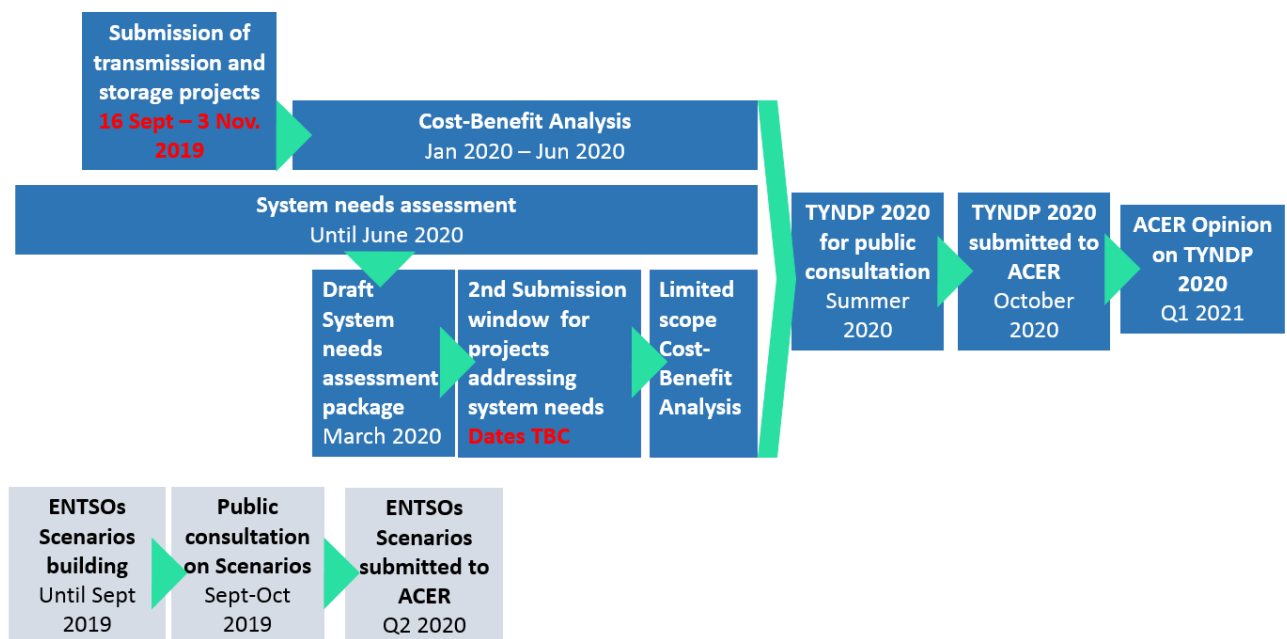 Submission of
transmission and
storage projects
16 Sept – 3 Nov.
2019
Cost-Benefit Analysis
Jan 2020 – Jun 2020
System needs assessment
Until June 2020
Draft
System
needs
assessment
package
March 2020
2nd Submission
window for
projects
addressing
system needs
Dates TBC
Limited
scope
Cost-
Benefit
Analysis
TYNDP 2020
for public
consultation
Summer
2020
TYNDP 2020
submitted to
ACER
October
2020
ACER Opinion
on TYNDP
2020
Q1 2021
ENTSOs
Scenarios
building
Until Sept
2019
Public
consultation
on Scenarios
Sept-Oct
2019
ENTSOs
Scenarios
submitted to
ACER
Q2 2020